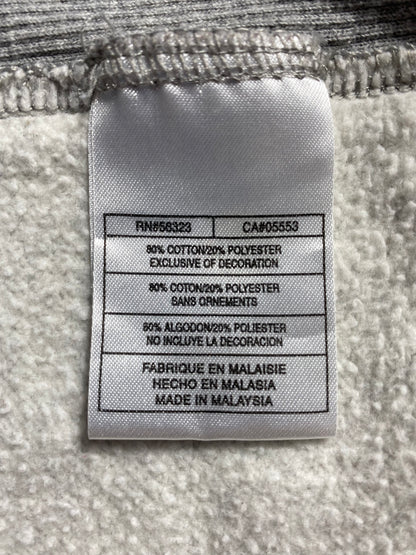 RN#56323 CA#05553
80% COTTON/20% POLYESTER
EXCLUSIVE OF DECORATION
80% COTON/20% POLYESTER
SANS ORNEMENTS
80% ALGODON/20% POLIESTER
NO INCLUYE LA DECORACION
FABRIQUE EN MALAISIE
HECHO EN MALASIA
MADE IN MALAYSIA